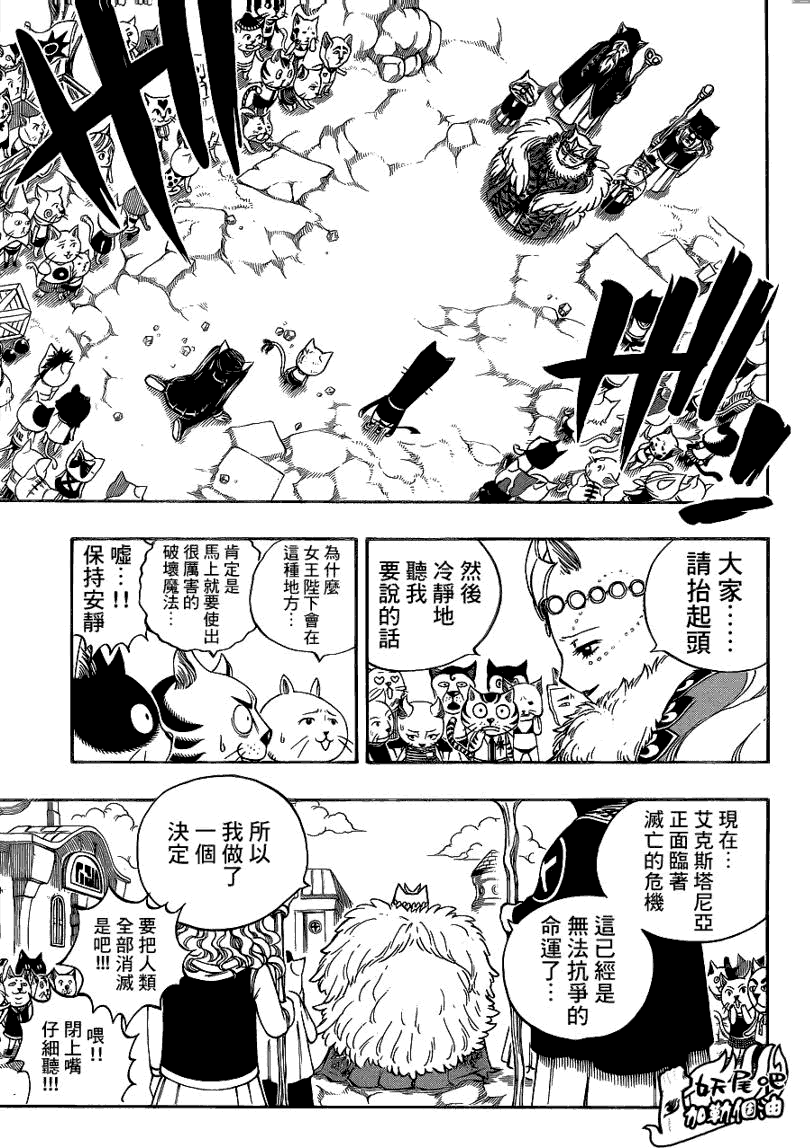 大家……
請抬起頭
然後
冷靜地
聽我
要說的話
為什麼
女王陛下會在
這種地方…
肯定是
馬上就要使出
很厲害的
破壞魔法…
噓…!!
保持安靜
現在…
艾克斯塔尼亞
正面臨著
滅亡的危機
這已經是
無法抗爭的
命運了…
所以
我做了
一個
決定
要把人類
全部消滅
是吧!!!
喂!!
閉上嘴
仔細聽!!!
妖尾吧
加勒個油